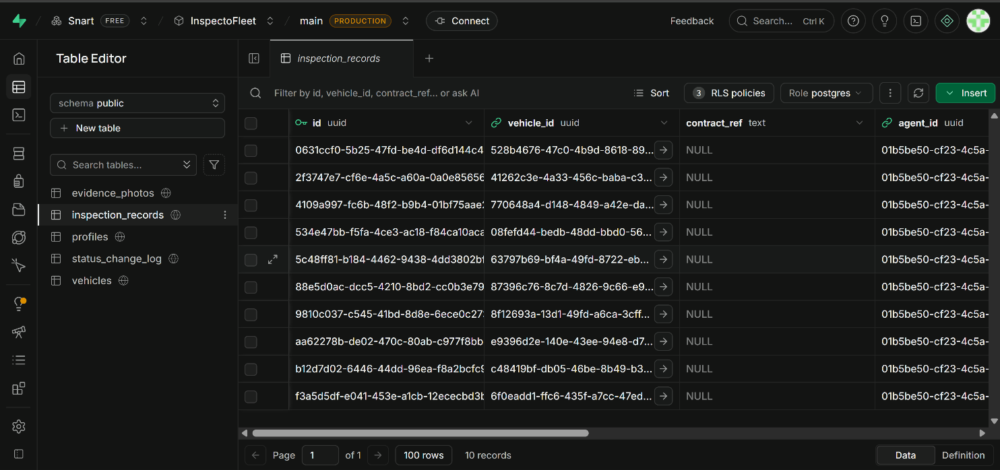 Snart FREE InspectoFleet main PRODUCTION Connect Feedback Search... Ctrl K
Table Editor
inspection_records
schema public
New table
Search tables...
evidence_photos
inspection_records
profiles
status_change_log
vehicles
Filter by id, vehicle_id, contract_ref... or ask AI Sort 3 RLS policies Role postgres Insert
id uuid vehicle_id uuid contract_ref text agent_id uuid
0631ccf0-5b25-47fd-be4d-df6d144c4 528b4676-47c0-4b9d-8618-89... NULL 01b5be50-cf23-4c5a-
2f3747e7-cf6e-4a5c-a60a-0a0e85656 41262c3e-4a33-456c-baba-c3... NULL 01b5be50-cf23-4c5a-
4109a997-fc6b-48f2-b9b4-01bf75aae2 770648a4-d148-4849-a42e-da... NULL 01b5be50-cf23-4c5a-
534e47bb-f5fa-4ce3-ac18-f84ca10aca 08fefd44-bedb-48dd-bbd0-56... NULL 01b5be50-cf23-4c5a-
5c48ff81-b184-4462-9438-4dd3802bf 63797b69-bf4a-49fd-8722-eb... NULL 01b5be50-cf23-4c5a-
88e5d0ac-dcc5-4210-8bd2-cc0b3e79 87396c76-8c7d-4826-9c66-e9... NULL 01b5be50-cf23-4c5a-
9810c037-c545-41bd-8d8e-6ece0c273 8f12693a-13d1-49fd-a6ca-3cff... NULL 01b5be50-cf23-4c5a-
aa62278b-de02-470c-80ab-c977f8bb e9396d2e-140e-43ee-94e8-d7... NULL 01b5be50-cf23-4c5a-
b12d7d02-6446-44dd-96ea-f8a2bcfc9 c48419bf-db05-46be-8b49-b3... NULL 01b5be50-cf23-4c5a-
f3a5d5df-e041-453e-a1cb-12ececbd3b 6f0eadd1-ffc6-435f-a7cc-47ed... NULL 01b5be50-cf23-4c5a-
Page 1 of 1 100 rows 10 records Data Definition